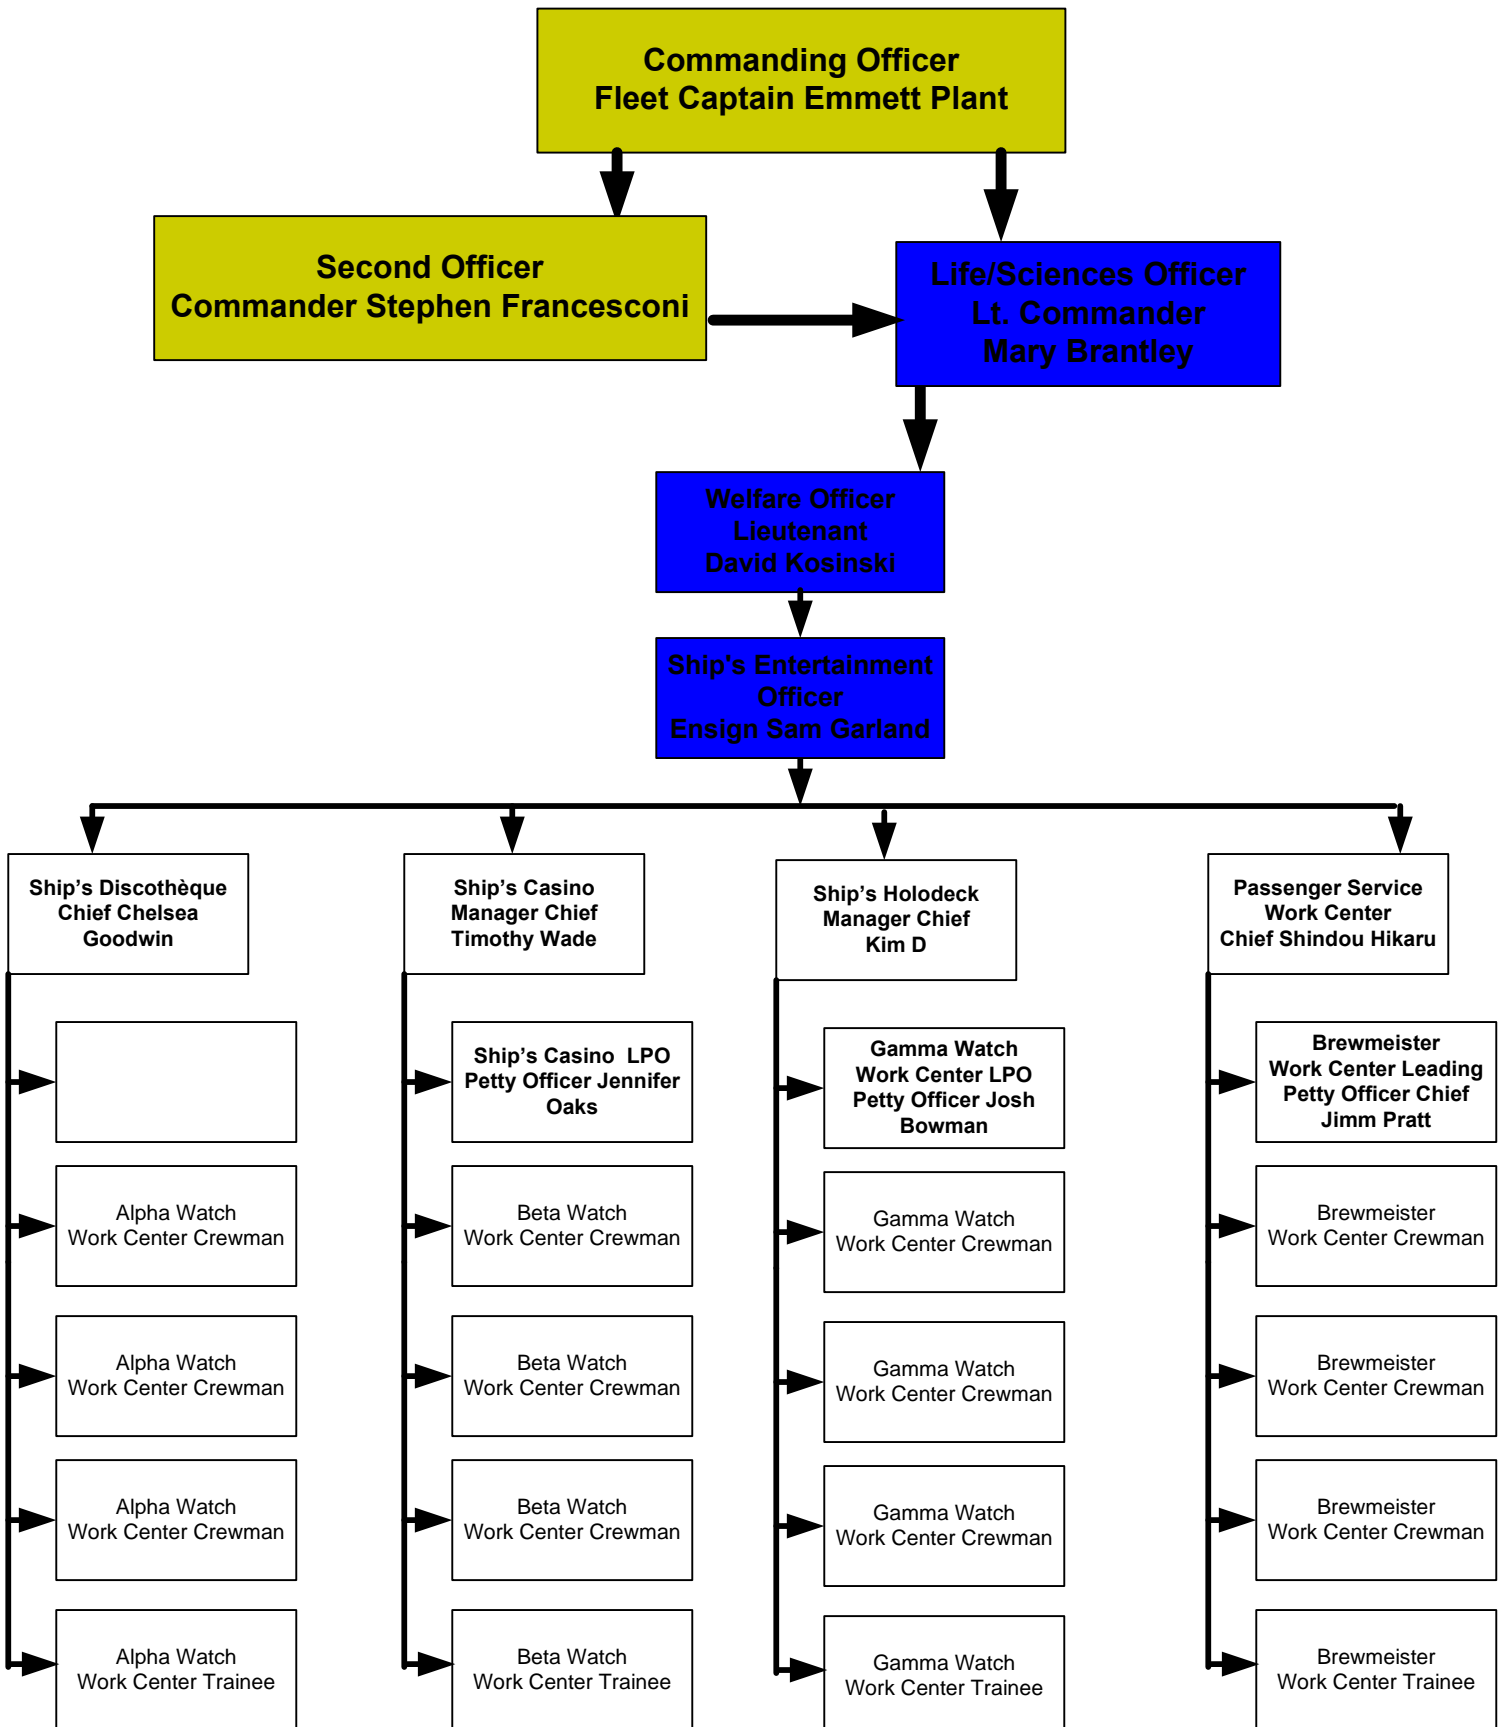 Commanding Officer
Fleet Captain Emmett Plant
Second Officer
Commander Stephen Francesconi
Life/Sciences Officer
Lt. Commander
Mary Brantley
Welfare Officer
Lieutenant
David Kosinski
Ship's Entertainment
Officer
Ensign Sam Garland
Ship’s Discothèque
Chief Chelsea
Goodwin
Ship’s Casino
Manager Chief
Timothy Wade
Ship’s Holodeck
Manager Chief
Kim D
Passenger Service
Work Center
Chief Shindou Hikaru
Ship’s Casino  LPO
Petty Officer Jennifer
Oaks
Gamma Watch
Work Center LPO
Petty Officer Josh
Bowman
Brewmeister
Work Center Leading
Petty Officer Chief
Jimm Pratt
Alpha Watch
Work Center Crewman
Beta Watch
Work Center Crewman
Gamma Watch
Work Center Crewman
Brewmeister
Work Center Crewman
Alpha Watch
Work Center Crewman
Beta Watch
Work Center Crewman
Gamma Watch
Work Center Crewman
Brewmeister
Work Center Crewman
Alpha Watch
Work Center Crewman
Beta Watch
Work Center Crewman
Gamma Watch
Work Center Crewman
Brewmeister
Work Center Crewman
Alpha Watch
Work Center Trainee
Beta Watch
Work Center Trainee
Gamma Watch
Work Center Trainee
Brewmeister
Work Center Trainee